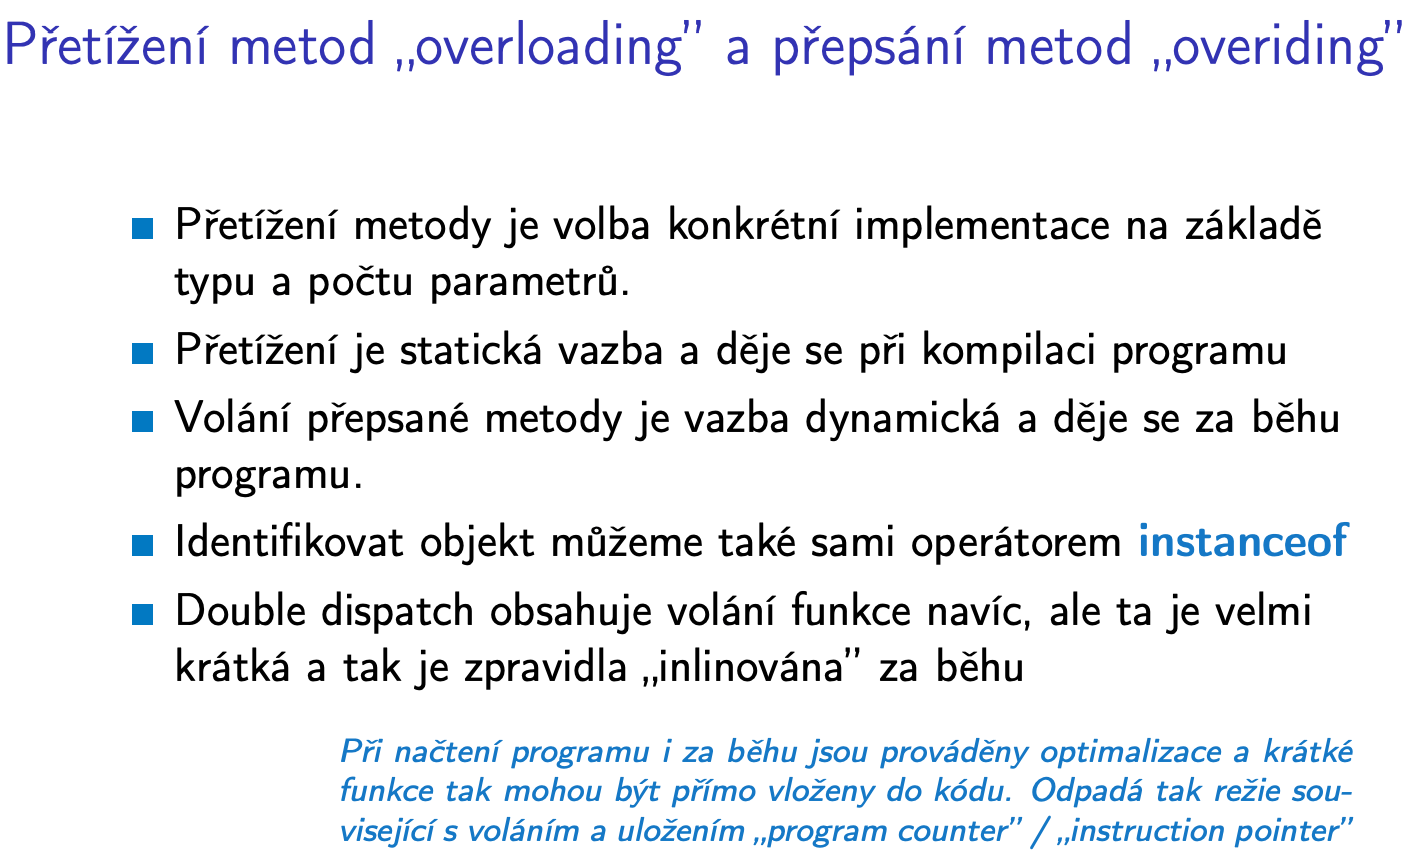 Přetížení metod „overloading” a přepsání metod „overiding”
Přetížení metody je volba konkrétní implementace na základě
typu a počtu parametrů.
Přetížení je statická vazba a děje se při kompilaci programu
Volání přepsané metody je vazba dynamická a děje se za běhu
programu.
Identifikovat objekt můžeme také sami operátorem instanceof
Double dispatch obsahuje volání funkce navíc, ale ta je velmi
krátká a tak je zpravidla „inlinována” za běhu
Při načtení programu i za běhu jsou prováděny optimalizace a krátké
funkce tak mohou být přímo vloženy do kódu. Odpadá tak režie sou-
visející s voláním a uložením „program counter” / „instruction pointer”